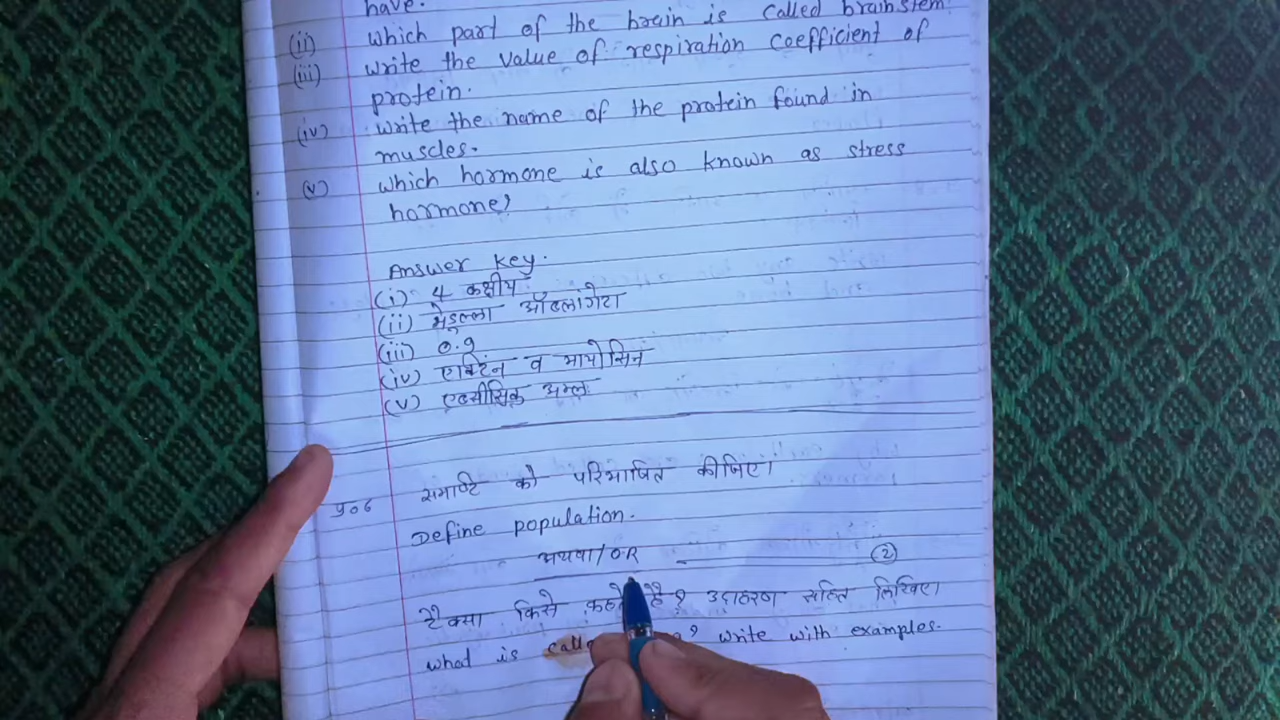 have.
(ii) which part of the brain is called brainstem
(iii) write the value of respiration coefficient of
protein.
(iv) write the name of the protein found in
muscles.
(v) which hormone is also known as stress
hormone?
Answer key.
(i) 4 कक्षीय
(ii) मेडुल्ला ऑबलांगेटा
(iii) 0.9
(iv) एक्टिन व मायोसिन
(v) एब्सीसिक अम्ल
प्र०6 समष्टि को परिभाषित कीजिए।
Define population.
अथवा/OR (2)
टैक्सा किसे कहते है? उदाहरण सहित लिखिए।
what is ? write with examples.